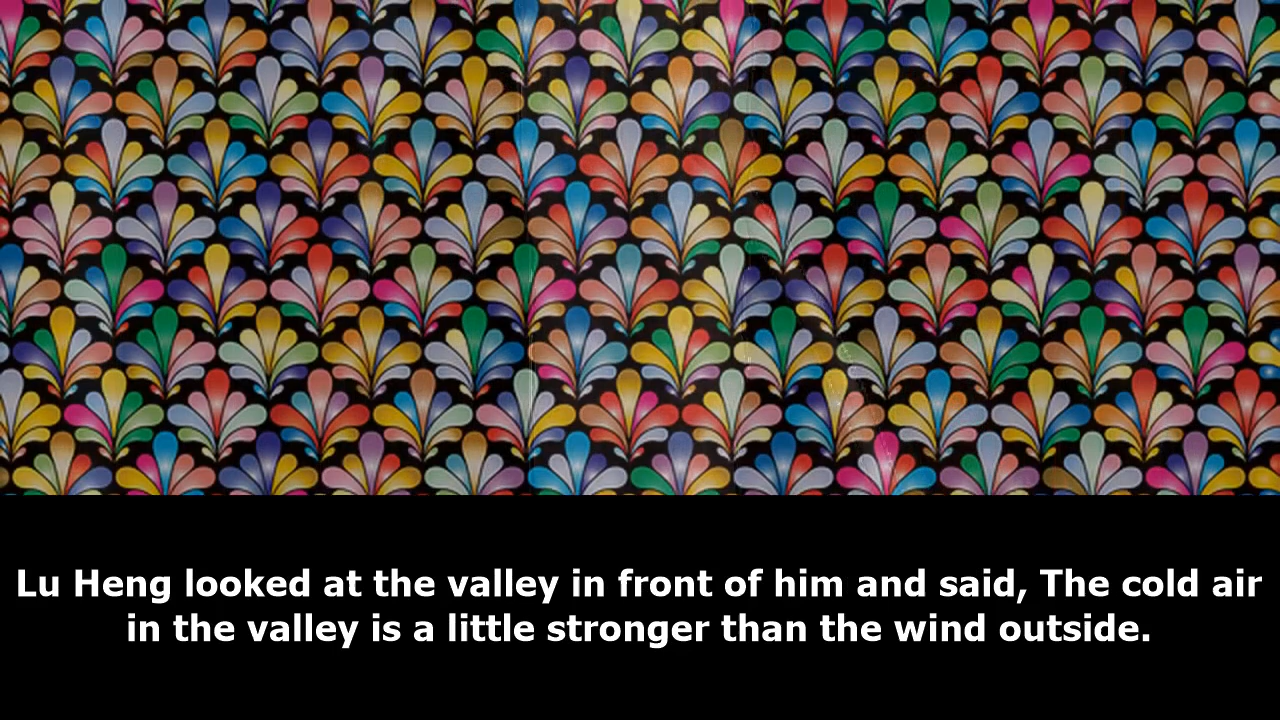 Lu Heng looked at the valley in front of him and said, The cold air
in the valley is a little stronger than the wind outside.